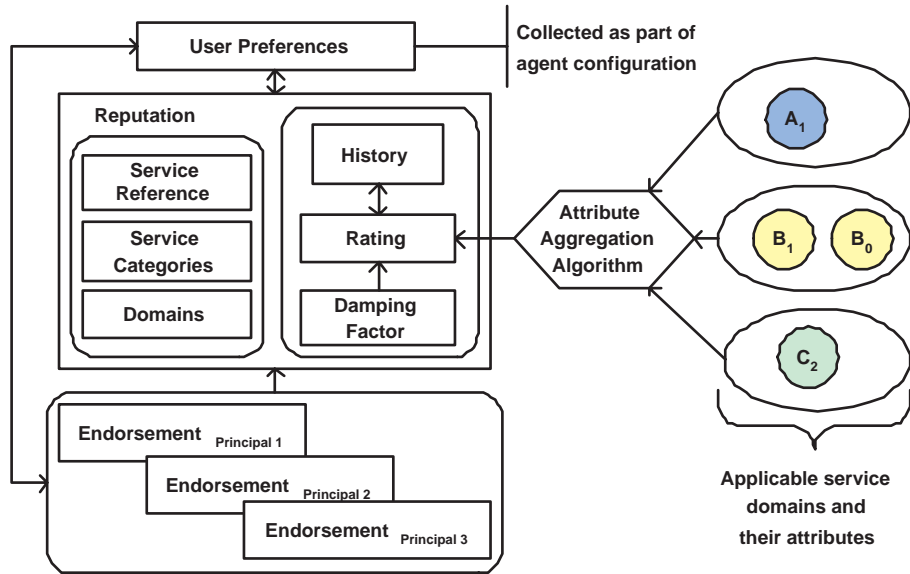 User Preferences
Collected as part of
agent configuration
Reputation
Service
Reference
Service
Categories
Domains
History
Rating
Damping
Factor
Attribute
Aggregation
Algorithm
A1
B1
B0
C2
Endorsement Principal 1
Endorsement Principal 2
Endorsement Principal 3
Applicable service
domains and
their attributes